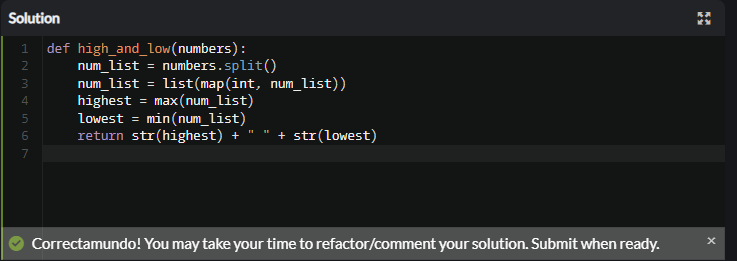 Solution
1 def high_and_low(numbers):
2     num_list = numbers.split()
3     num_list = list(map(int, num_list))
4     highest = max(num_list)
5     lowest = min(num_list)
6     return str(highest) + " " + str(lowest)
7
Correctamundo! You may take your time to refactor/comment your solution. Submit when ready. ×